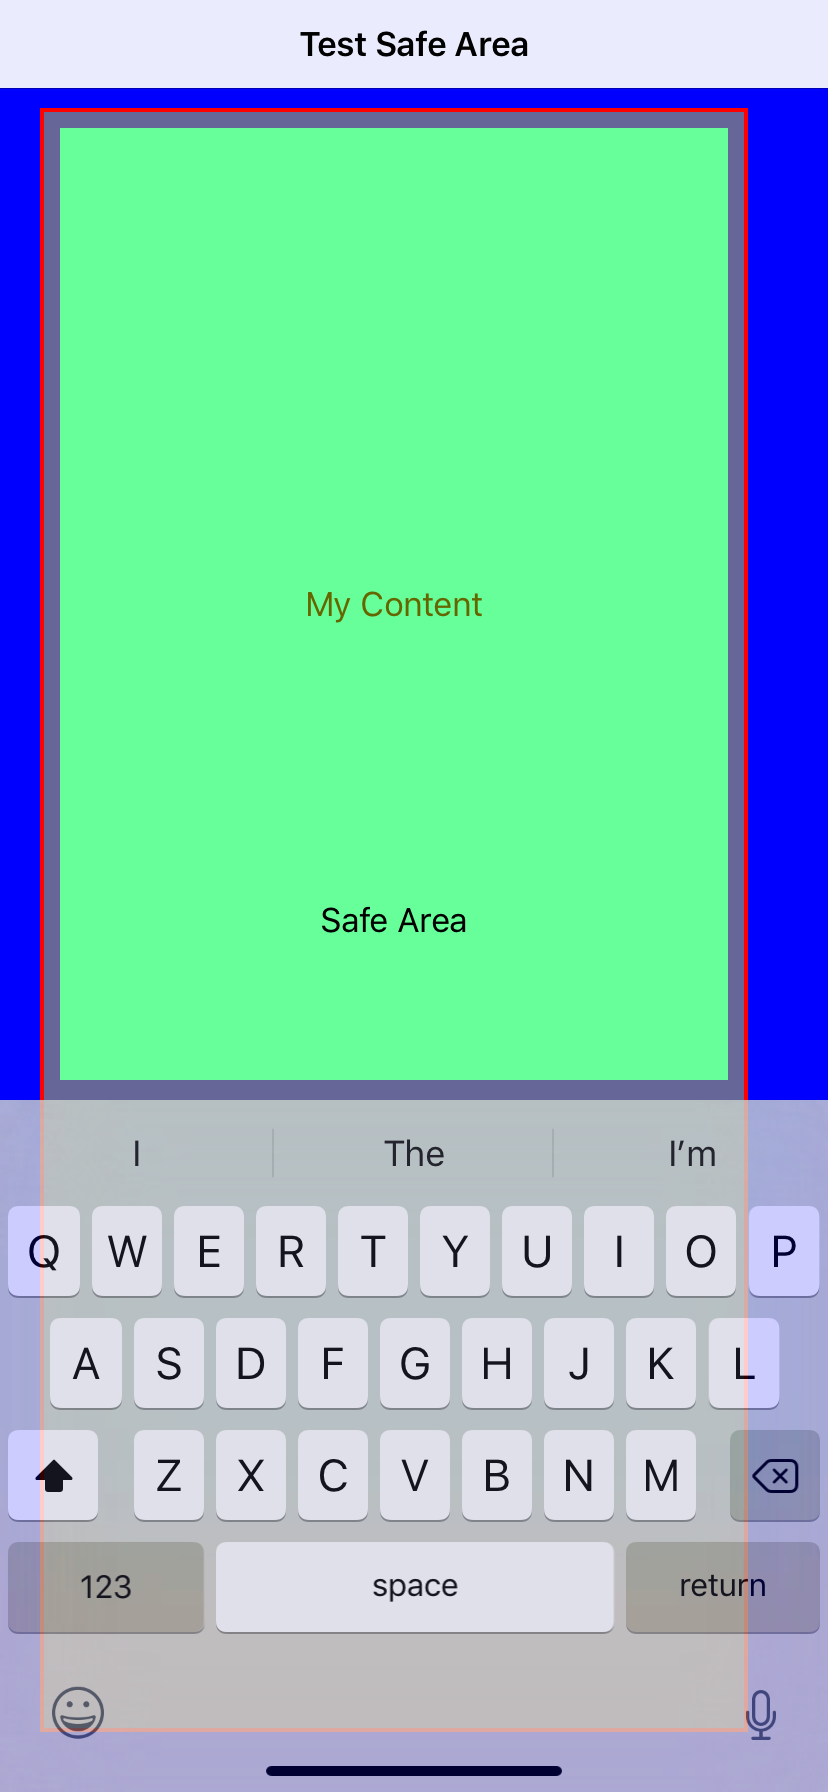 Test Safe Area
My Content
Safe Area
I The I’m
Q W E R T Y U I O P
A S D F G H J K L
Z X C V B N M
123 space return